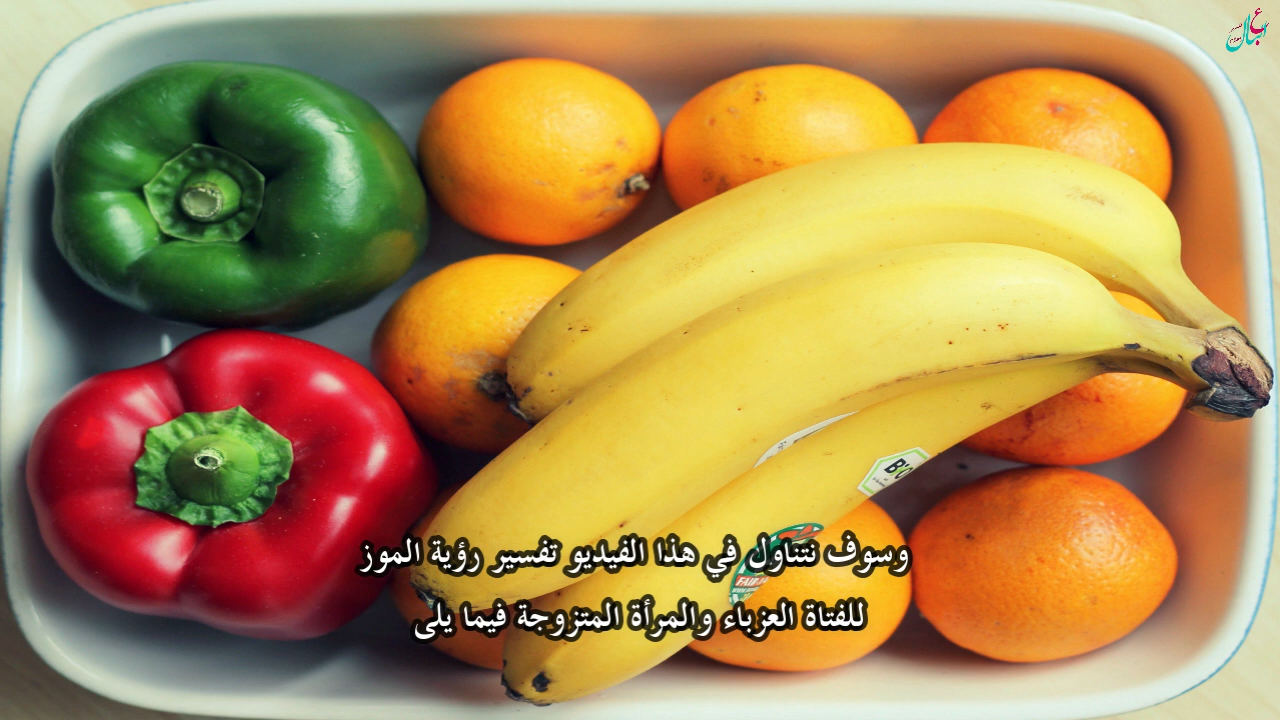 وسوف نتناول في هذا الفيديو تفسير رؤية الموز
للفتاة العزباء والمرأة المتزوجة فيما يلى